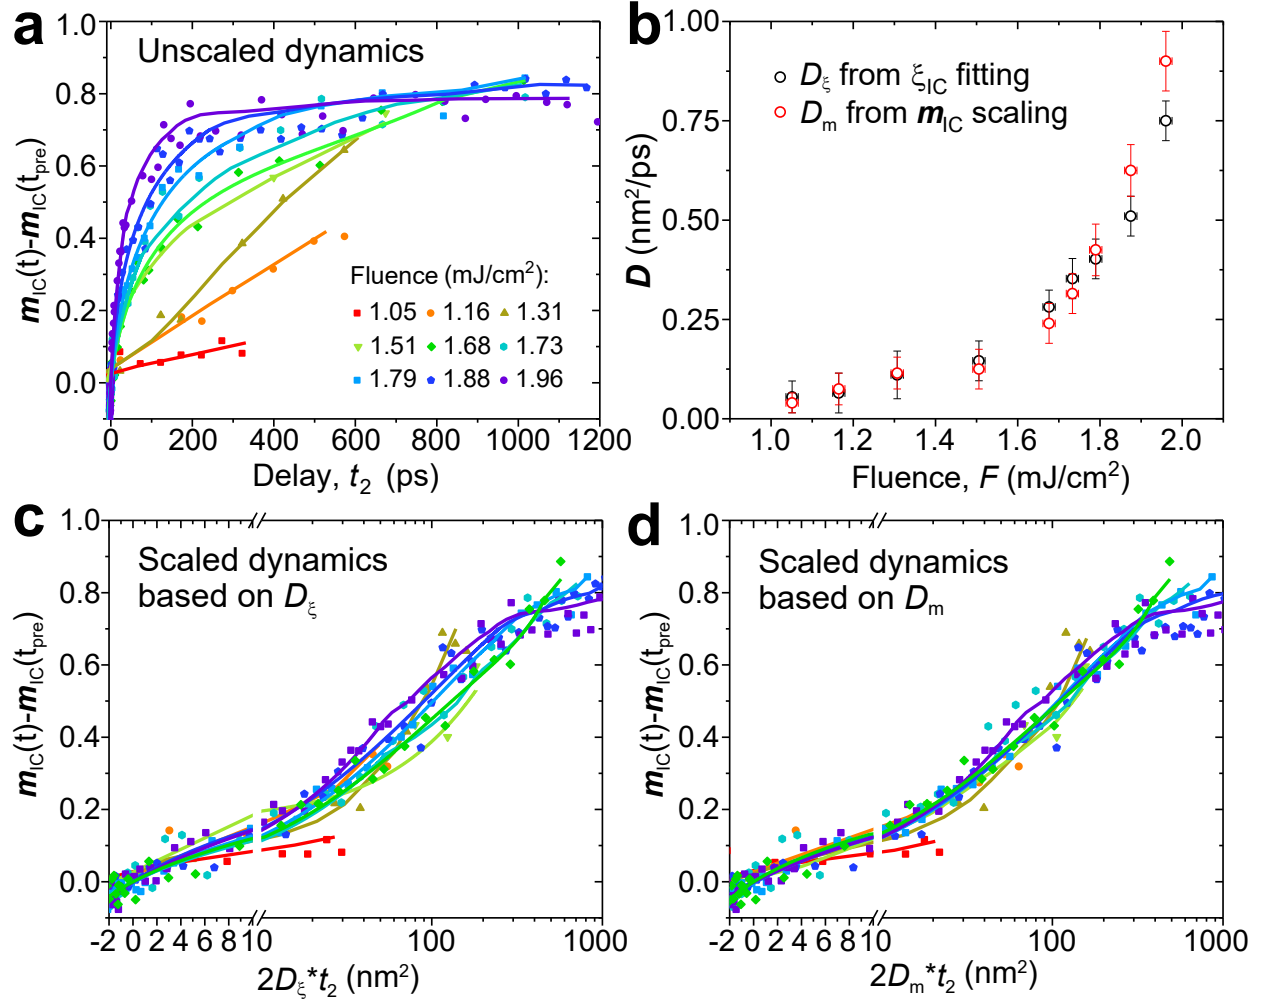 a
Unscaled dynamics
m_IC(t)-m_IC(t_pre)
1.0
0.8
0.6
0.4
0.2
0.0
Fluence (mJ/cm²):
1.05 1.16 1.31
1.51 1.68 1.73
1.79 1.88 1.96
0 200 400 600 800 1000 1200
Delay, t₂ (ps)
b
D_ξ from ξ_IC fitting
D_m from m_IC scaling
D (nm²/ps)
1.00
0.75
0.50
0.25
0.00
1.0 1.2 1.4 1.6 1.8 2.0
Fluence, F (mJ/cm²)
c
Scaled dynamics
based on D_ξ
m_IC(t)-m_IC(t_pre)
1.0
0.8
0.6
0.4
0.2
0.0
-2 0 2 4 6 8 10 100 1000
2D_ξ*t₂ (nm²)
d
Scaled dynamics
based on D_m
m_IC(t)-m_IC(t_pre)
1.0
0.8
0.6
0.4
0.2
0.0
-2 0 2 4 6 8 10 100 1000
2D_m*t₂ (nm²)